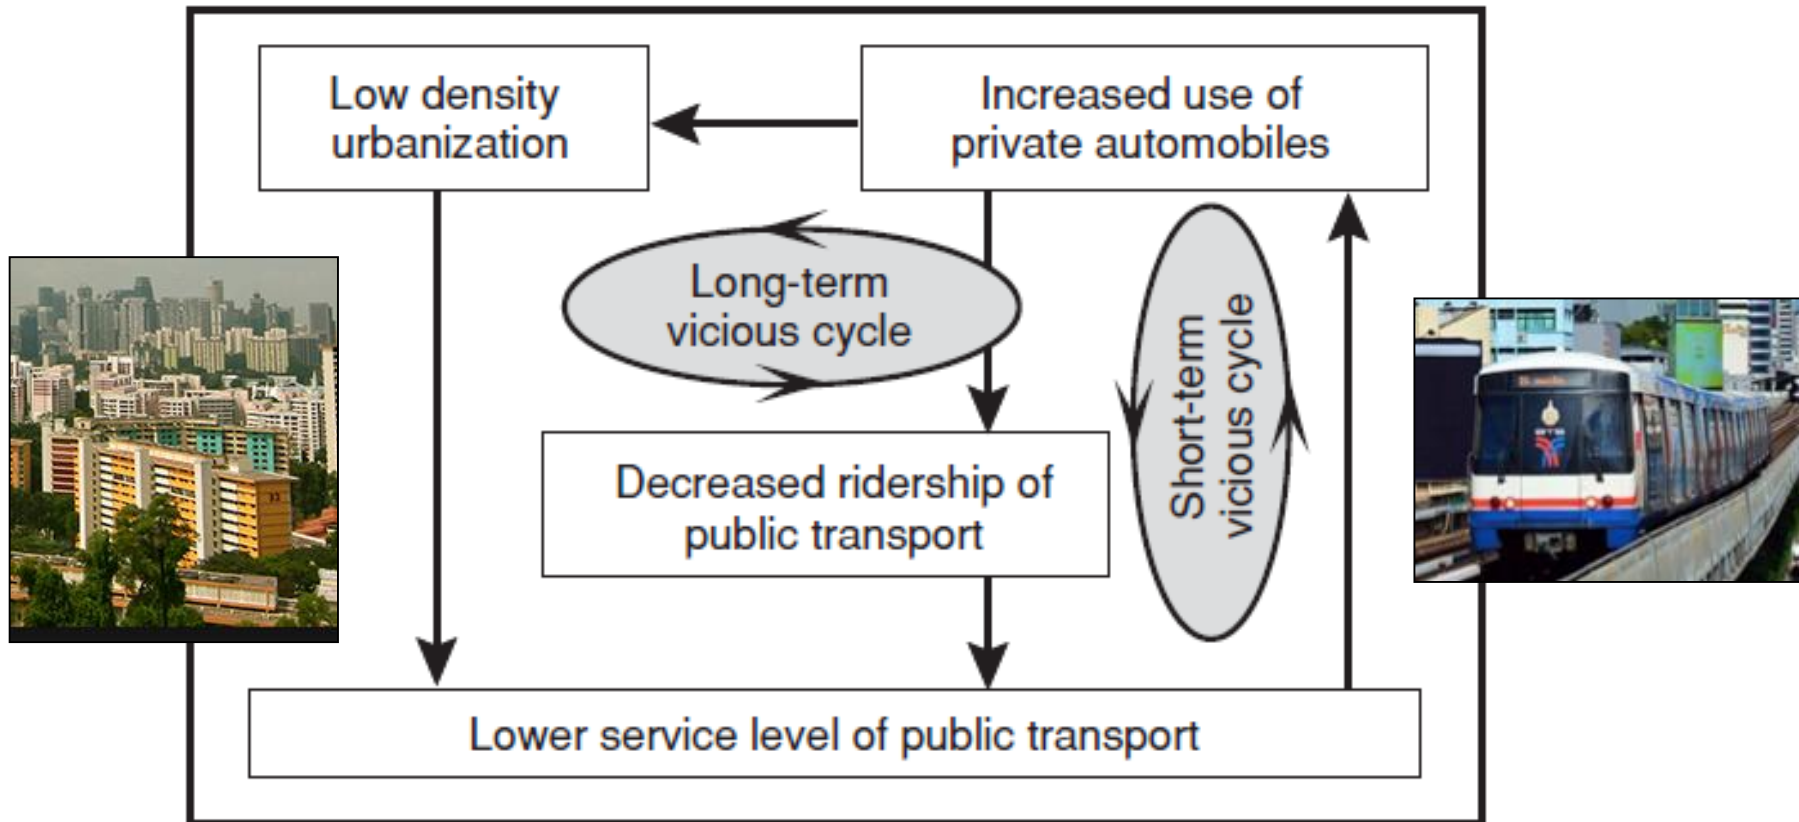 Low density
urbanization
Increased use of
private automobiles
Long-term
vicious cycle
Short-term
vicious cycle
Decreased ridership of
public transport
Lower service level of public transport